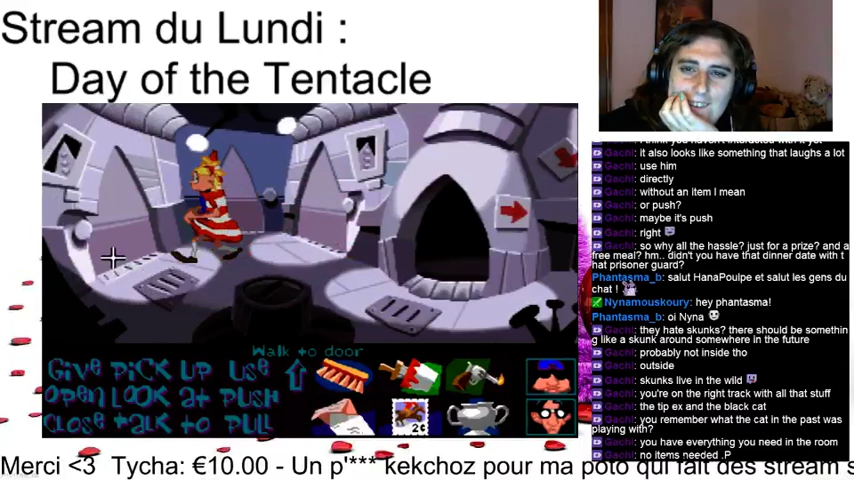 Stream du Lundi :
Day of the Tentacle
Gachi: it also looks like something that laughs a lot
Gachi: use him
Gachi: directly
Gachi: without an item I mean
Gachi: or push?
Gachi: maybe it's push
Gachi: right
Gachi: so why all the hassle? just for a prize? and a
free meal? hm.. didn't you have that dinner date with t
hat prisoner guard?
Phantasma_b: salut HanaPoulpe et salut les gens du
chat !
Nynamouskoury: hey phantasma!
Phantasma_b: oi Nyna
Gachi: they hate skunks? there should be somethin
g like a skunk around somewhere in the future
Gachi: probably not inside tho
Gachi: outside
Gachi: skunks live in the wild
Gachi: you're on the right track with all that stuff
Gachi: the tip ex and the black cat
Gachi: you remember what the cat in the past was
playing with?
Gachi: you have everything you need in the room
Gachi: no items needed .P
Walk to door
Give Pick up Use
Open Look at Push
Close Talk to Pull
2¢
Merci <3 Tycha: €10.00 - Un p'*** kekchoz pour ma poto qui fait des stream s